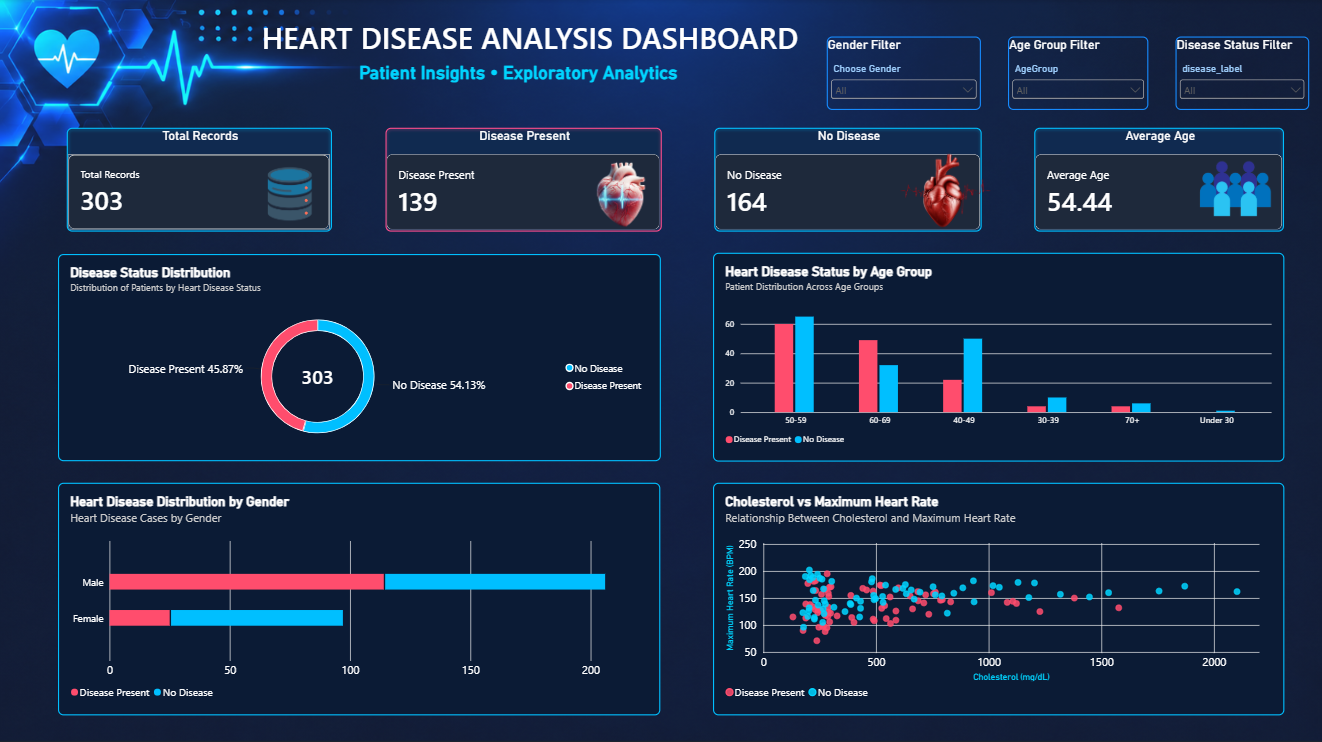 HEART DISEASE ANALYSIS DASHBOARD
Patient Insights • Exploratory Analytics
Gender Filter
Choose Gender
All
Age Group Filter
AgeGroup
All
Disease Status Filter
disease_label
All
Total Records
Total Records
303
Disease Present
Disease Present
139
No Disease
No Disease
164
Average Age
Average Age
54.44
Disease Status Distribution
Distribution of Patients by Heart Disease Status
Disease Present 45.87%
303
No Disease 54.13%
No Disease
Disease Present
Heart Disease Status by Age Group
Patient Distribution Across Age Groups
60
40
20
0
50-59 60-69 40-49 30-39 70+ Under 30
Disease Present No Disease
Heart Disease Distribution by Gender
Heart Disease Cases by Gender
Male
Female
0 50 100 150 200
Disease Present No Disease
Cholesterol vs Maximum Heart Rate
Relationship Between Cholesterol and Maximum Heart Rate
Maximum Heart Rate (BPM)
250
200
150
100
50
0 500 1000 1500 2000
Cholesterol (mg/dL)
Disease Present No Disease